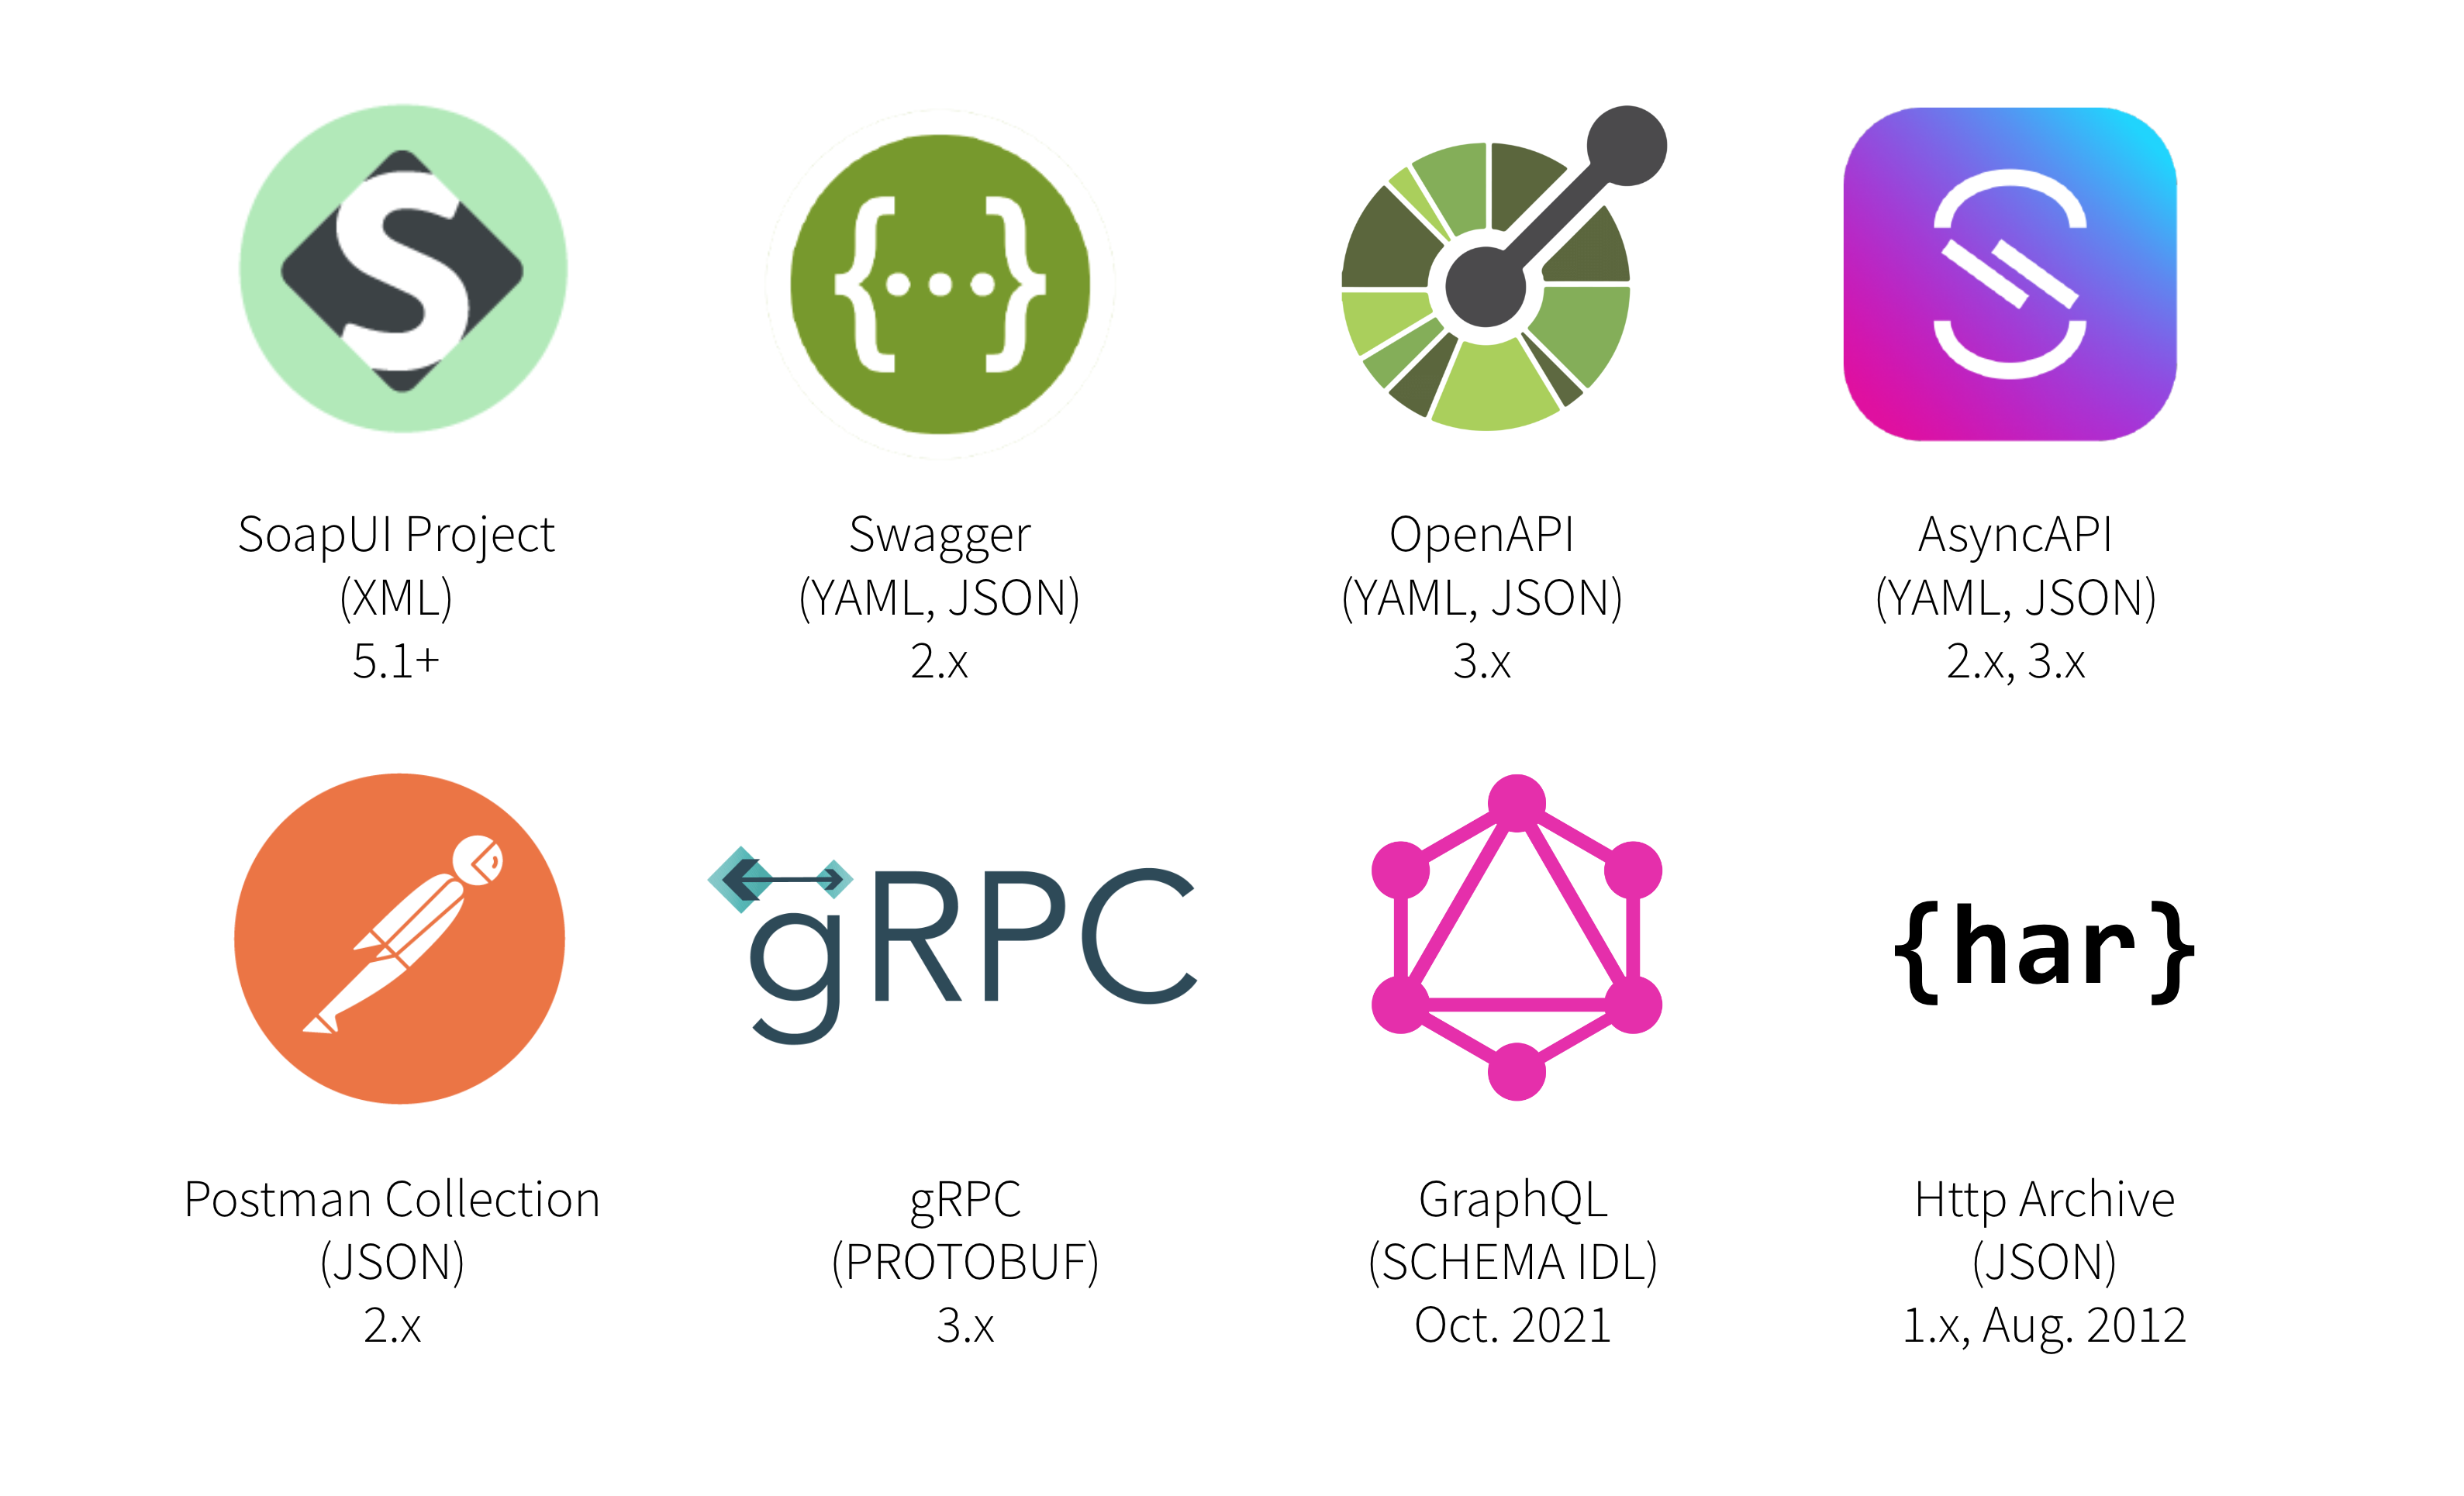 S
{...}
SoapUI Project
(XML)
5.1+
Swagger
(YAML, JSON)
2.x
OpenAPI
(YAML, JSON)
3.x
AsyncAPI
(YAML, JSON)
2.x, 3.x
gRPC
{har}
Postman Collection
(JSON)
2.x
gRPC
(PROTOBUF)
3.x
GraphQL
(SCHEMA IDL)
Oct. 2021
Http Archive
(JSON)
1.x, Aug. 2012